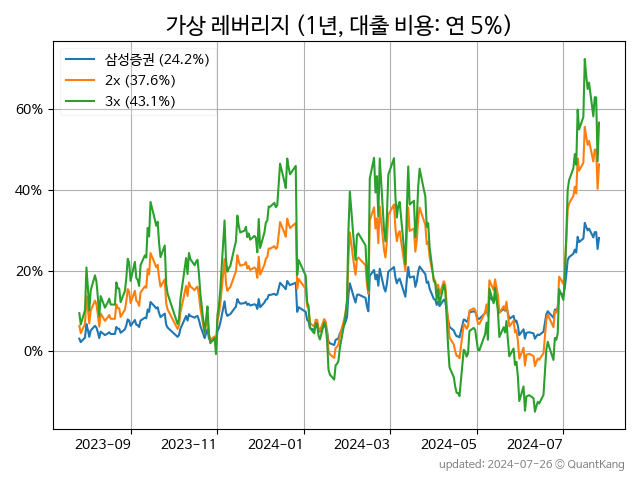 가상 레버리지 (1년, 대출 비용: 연 5%)
삼성증권 (24.2%)
2x (37.6%)
3x (43.1%)
60%
40%
20%
0%
2023-09 2023-11 2024-01 2024-03 2024-05 2024-07
updated: 2024-07-26 © QuantKang